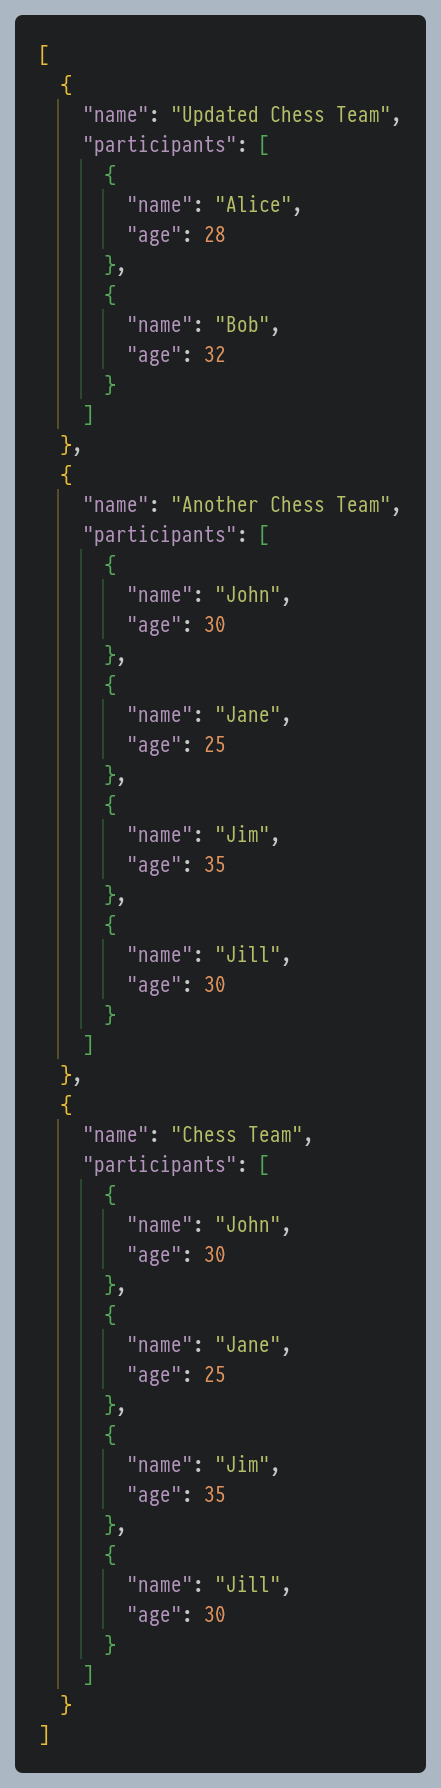 [
  {
    "name": "Updated Chess Team",
    "participants": [
      {
        "name": "Alice",
        "age": 28
      },
      {
        "name": "Bob",
        "age": 32
      }
    ]
  },
  {
    "name": "Another Chess Team",
    "participants": [
      {
        "name": "John",
        "age": 30
      },
      {
        "name": "Jane",
        "age": 25
      },
      {
        "name": "Jim",
        "age": 35
      },
      {
        "name": "Jill",
        "age": 30
      }
    ]
  },
  {
    "name": "Chess Team",
    "participants": [
      {
        "name": "John",
        "age": 30
      },
      {
        "name": "Jane",
        "age": 25
      },
      {
        "name": "Jim",
        "age": 35
      },
      {
        "name": "Jill",
        "age": 30
      }
    ]
  }
]